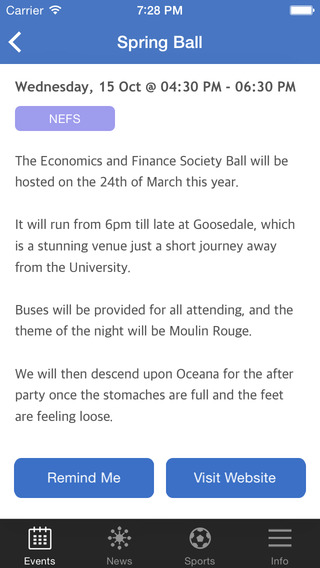 Carrier 7:28 PM
Spring Ball
Wednesday, 15 Oct @ 04:30 PM - 06:30 PM
NEFS
The Economics and Finance Society Ball will be
hosted on the 24th of March this year.
It will run from 6pm till late at Goosedale, which
is a stunning venue just a short journey away
from the University.
Buses will be provided for all attending, and the
theme of the night will be Moulin Rouge.
We will then descend upon Oceana for the after
party once the stomaches are full and the feet
are feeling loose.
Remind Me Visit Website
Events News Sports Info